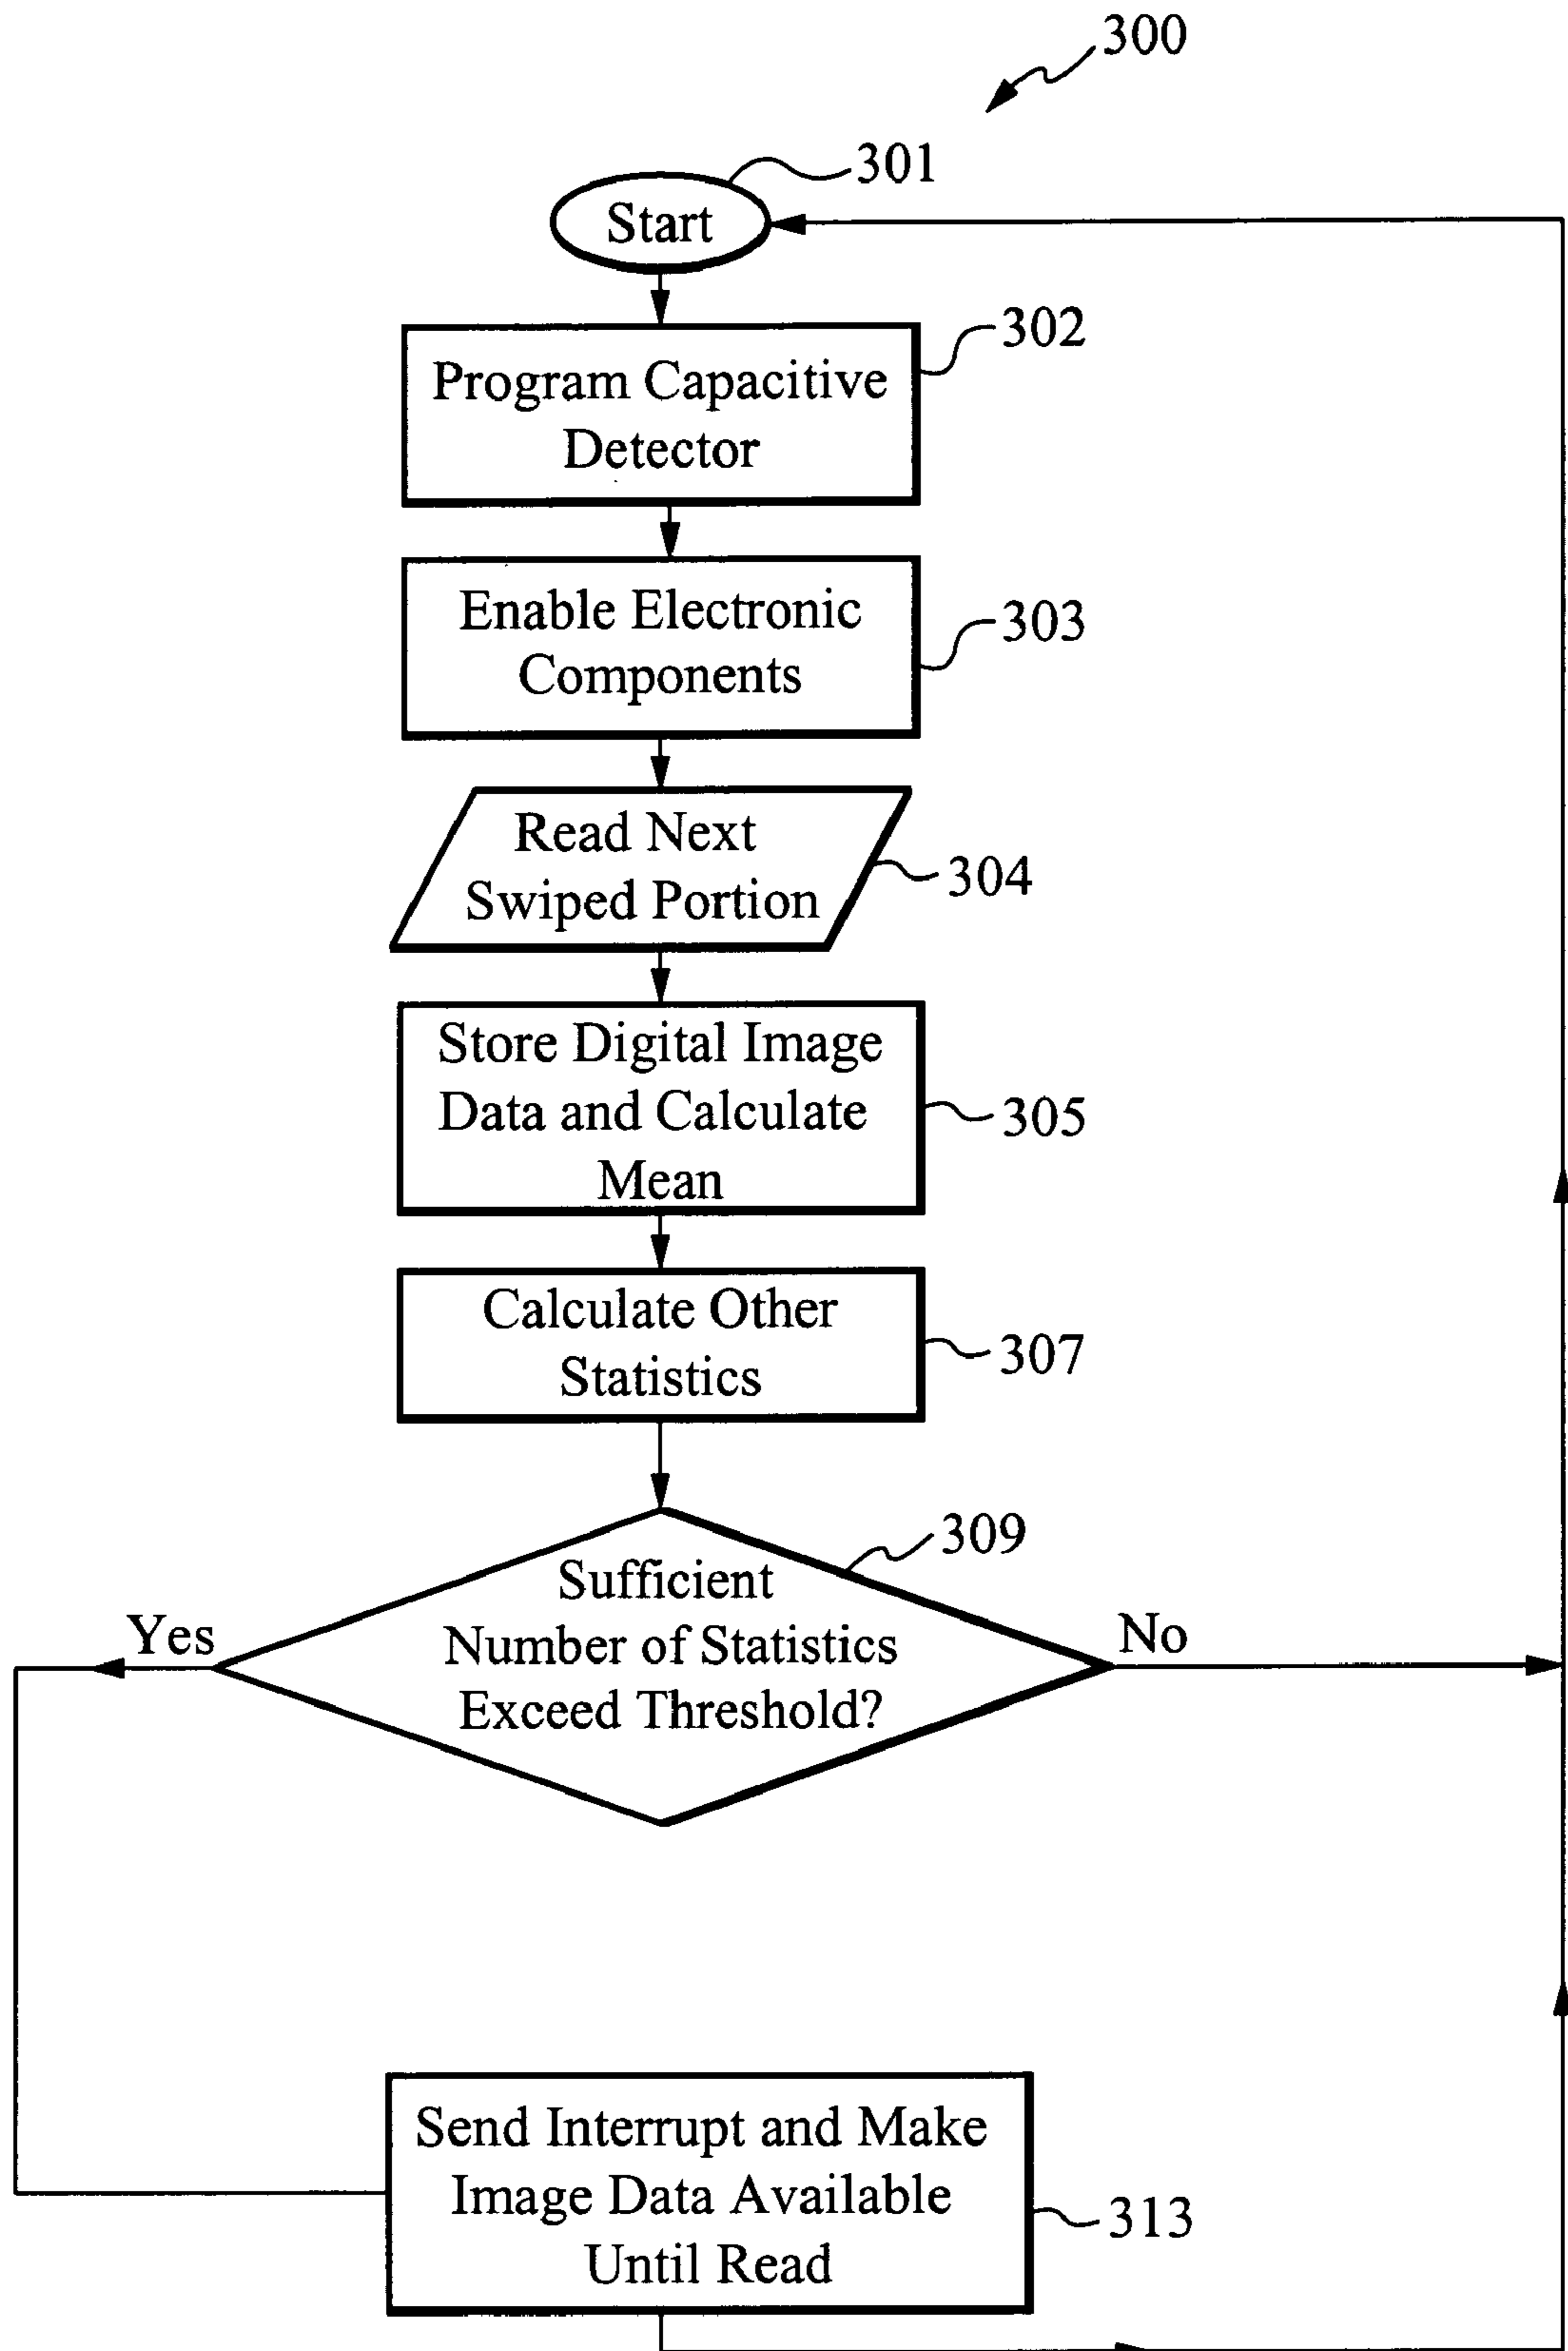 300
301
Start
302
Program Capacitive
Detector
303
Enable Electronic
Components
Read Next
Swiped Portion
304
Store Digital Image
Data and Calculate
Mean
305
Calculate Other
Statistics
307
309
Sufficient
Number of Statistics
Exceed Threshold?
Yes
No
Send Interrupt and Make
Image Data Available
Until Read
313